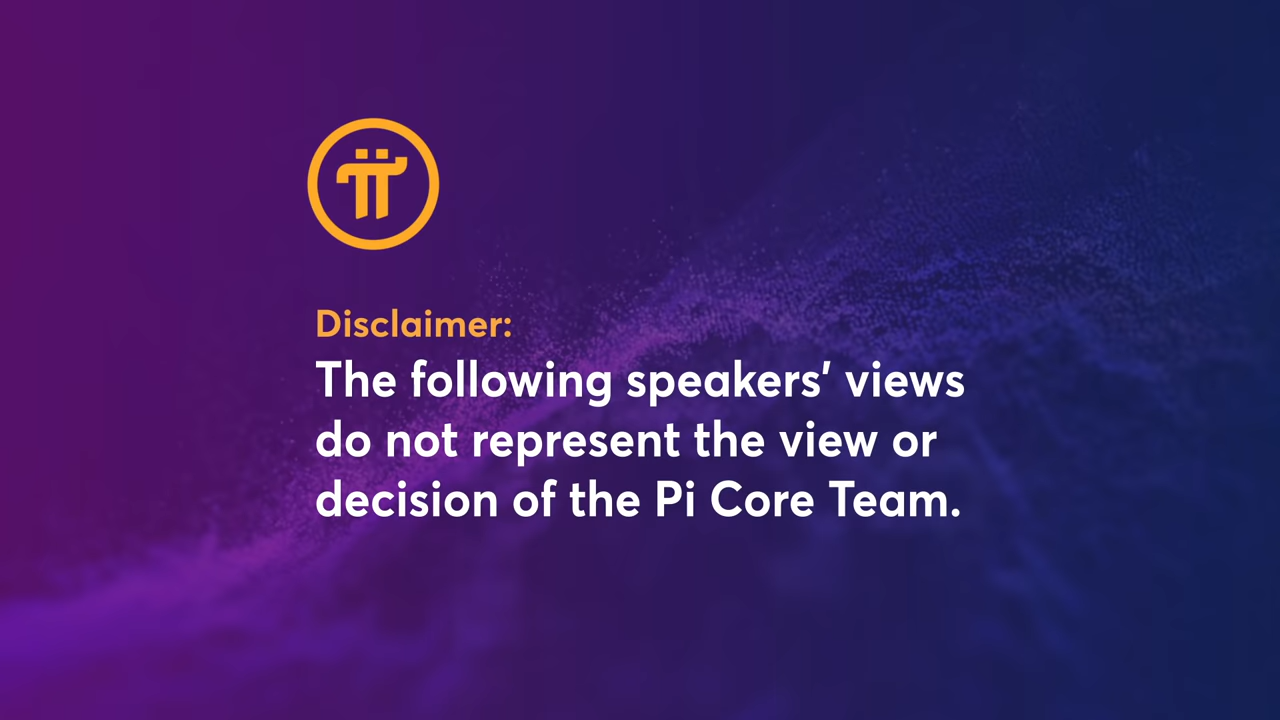 Disclaimer:
The following speakers’ views
do not represent the view or
decision of the Pi Core Team.